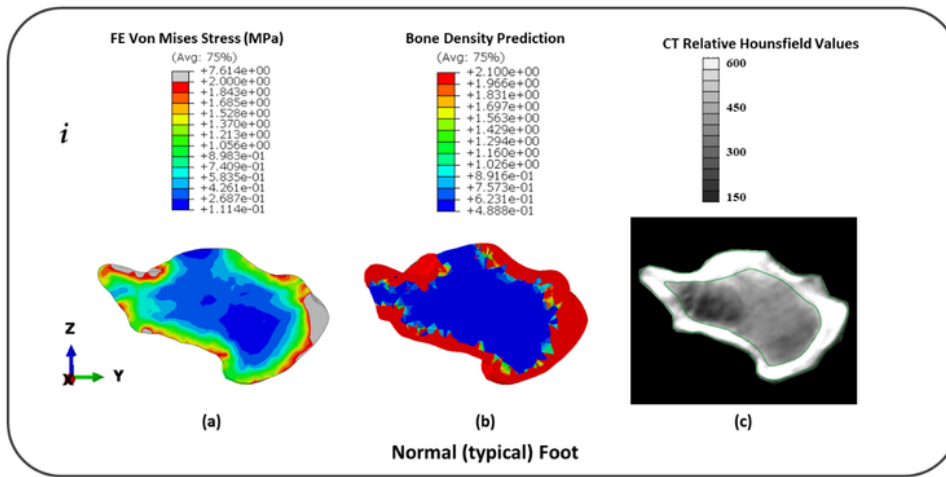 FE Von Mises Stress (MPa)
(Avg: 75%)
+7.614e+00
+2.000e+00
+1.843e+00
+1.685e+00
+1.528e+00
+1.370e+00
+1.213e+00
+1.056e+00
+8.983e-01
+7.409e-01
+5.835e-01
+4.261e-01
+2.687e-01
+1.114e-01
Bone Density Prediction
(Avg: 75%)
+2.100e+00
+1.966e+00
+1.831e+00
+1.697e+00
+1.563e+00
+1.429e+00
+1.294e+00
+1.160e+00
+1.026e+00
+8.916e-01
+7.573e-01
+6.231e-01
+4.888e-01
CT Relative Hounsfield Values
600
450
300
150
i
Z
X
Y
(a)
(b)
(c)
Normal (typical) Foot